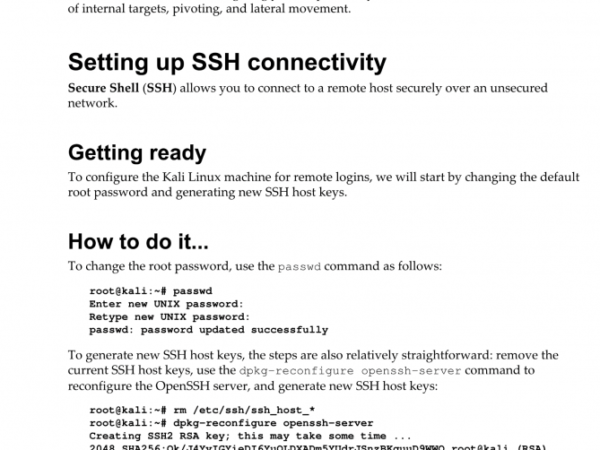 of internal targets, pivoting, and lateral movement.
Setting up SSH connectivity
Secure Shell (SSH) allows you to connect to a remote host securely over an unsecured
network.
Getting ready
To configure the Kali Linux machine for remote logins, we will start by changing the default
root password and generating new SSH host keys.
How to do it...
To change the root password, use the passwd command as follows:
root@kali:~# passwd
Enter new UNIX password:
Retype new UNIX password:
passwd: password updated successfully
To generate new SSH host keys, the steps are also relatively straightforward: remove the
current SSH host keys, use the dpkg-reconfigure openssh-server command to
reconfigure the OpenSSH server, and generate new SSH host keys:
root@kali:~# rm /etc/ssh/ssh_host_*
root@kali:~# dpkg-reconfigure openssh-server
Creating SSH2 RSA key; this may take some time ...
2048 root@kali (RSA)